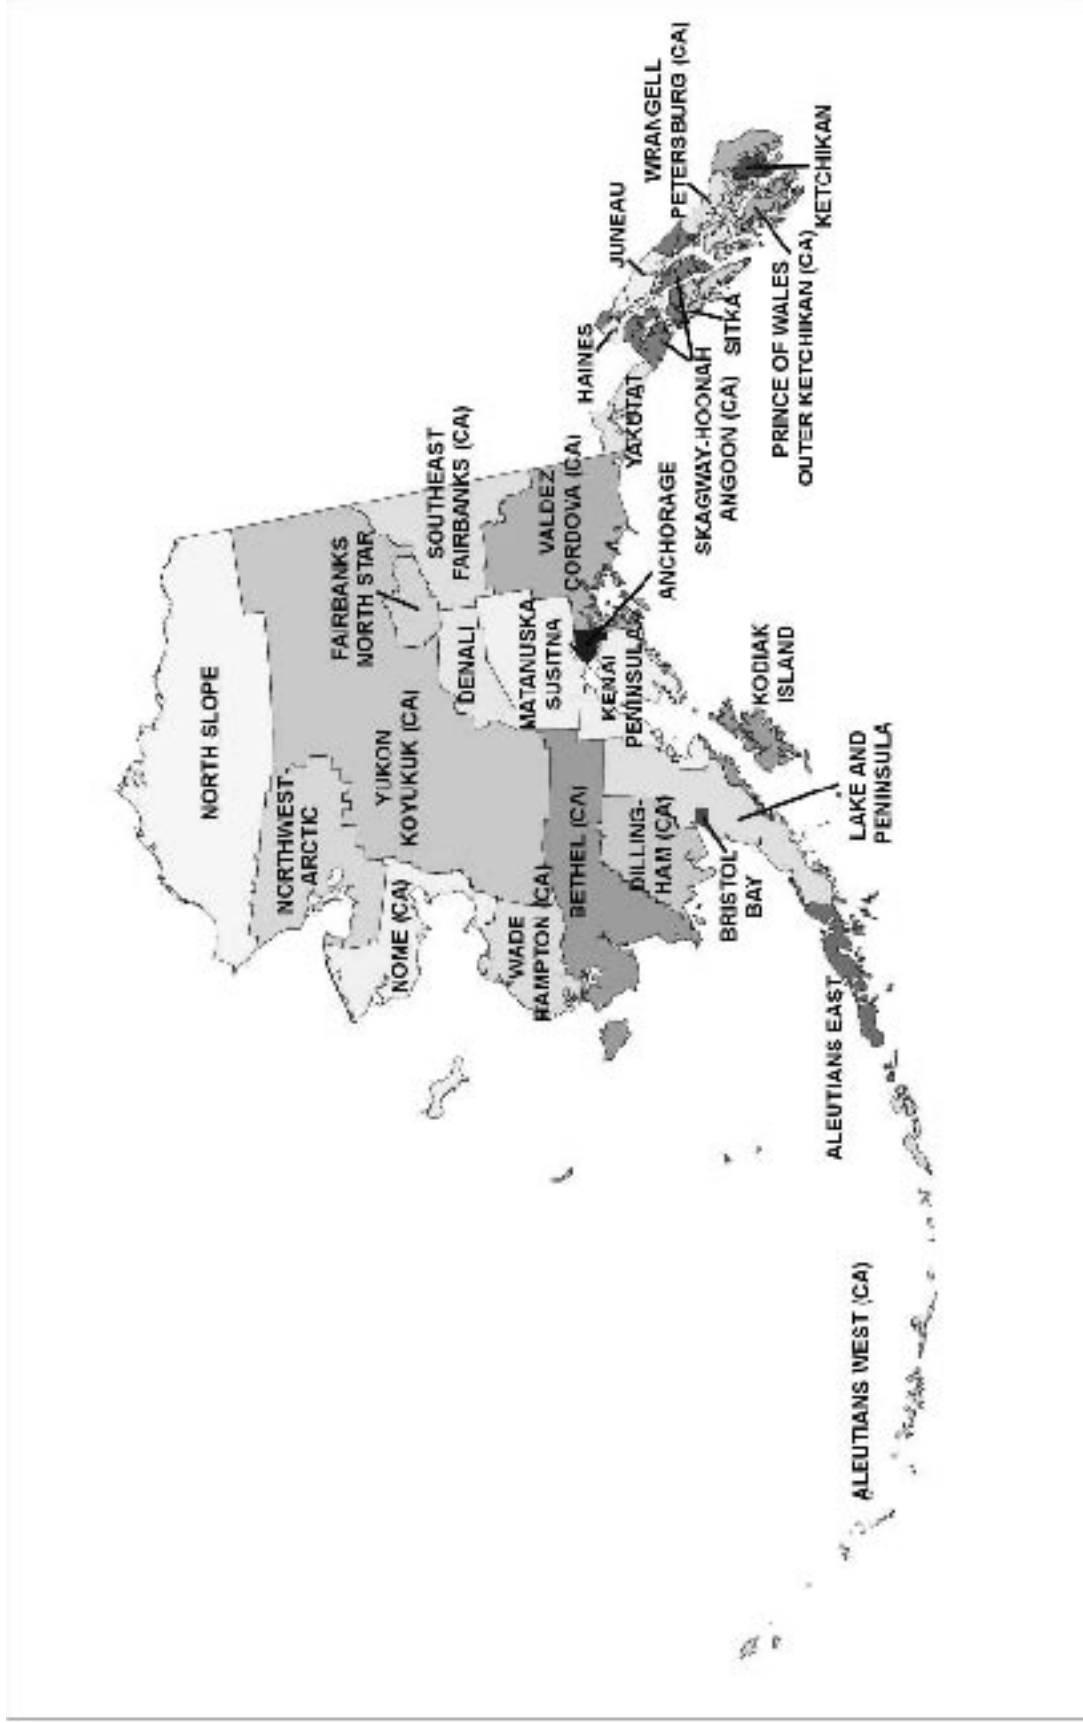 NORTH SLOPE
NORTHWEST
ARCTIC
NOME (CA)
YUKON
KOYUKUK (CA)
FAIRBANKS
NORTH STAR
SOUTHEAST
FAIRBANKS (CA)
DENALI
WADE
HAMPTON (CA)
MATANUSKA
SUSITNA
VALDEZ
CORDOVA (CA)
BETHEL (CA)
DILLING-
HAM (CA)
KENAI
PENINSULA
ANCHORAGE
YAKUTAT
HAINES
JUNEAU
WRANGELL
PETERSBURG (CA)
SKAGWAY-HOONAH
ANGOON (CA)
SITKA
PRINCE OF WALES
OUTER KETCHIKAN (CA)
KETCHIKAN
BRISTOL
BAY
KODIAK
ISLAND
LAKE AND
PENINSULA
ALEUTIANS EAST
ALEUTIANS WEST (CA)